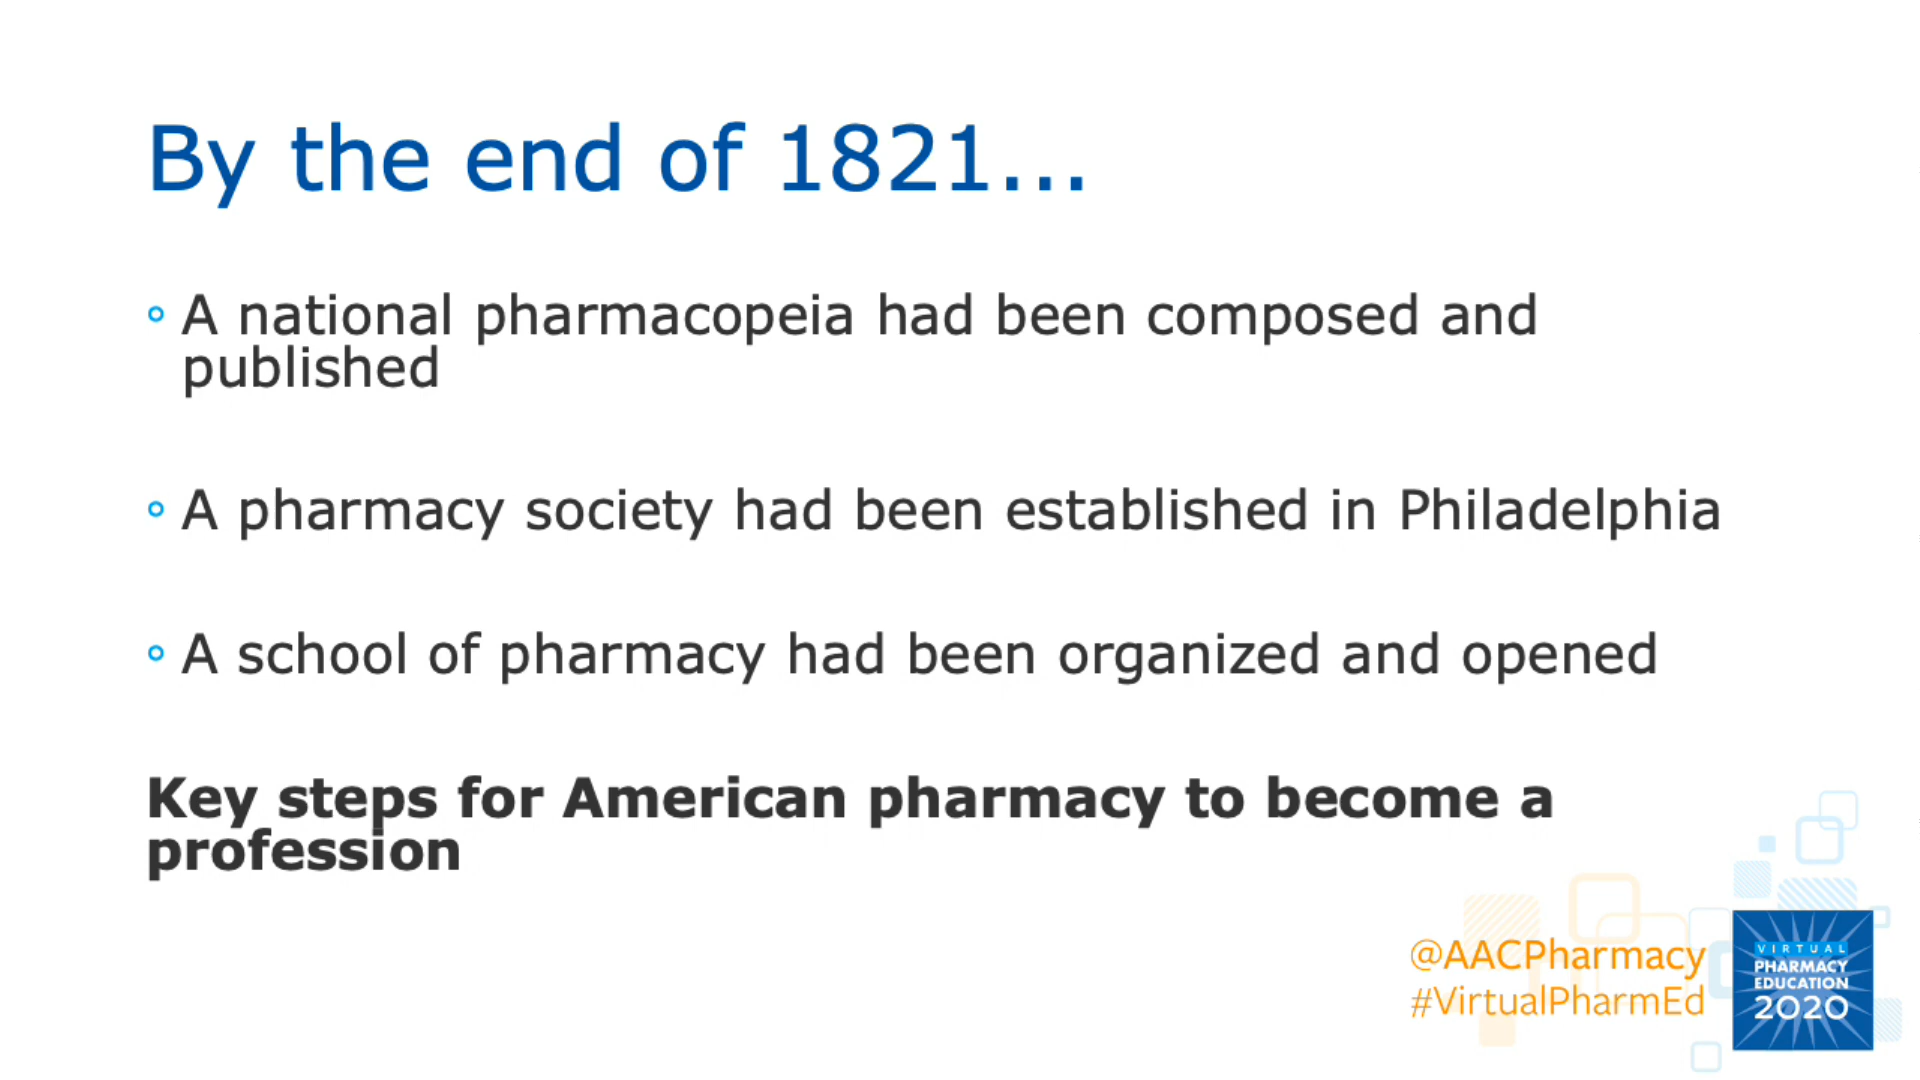 By the end of 1821...
◦ A national pharmacopeia had been composed and
published
◦ A pharmacy society had been established in Philadelphia
◦ A school of pharmacy had been organized and opened
Key steps for American pharmacy to become a
profession
@AACPharmacy
#VirtualPharmEd
VIRTUAL
PHARMACY
EDUCATION
2020